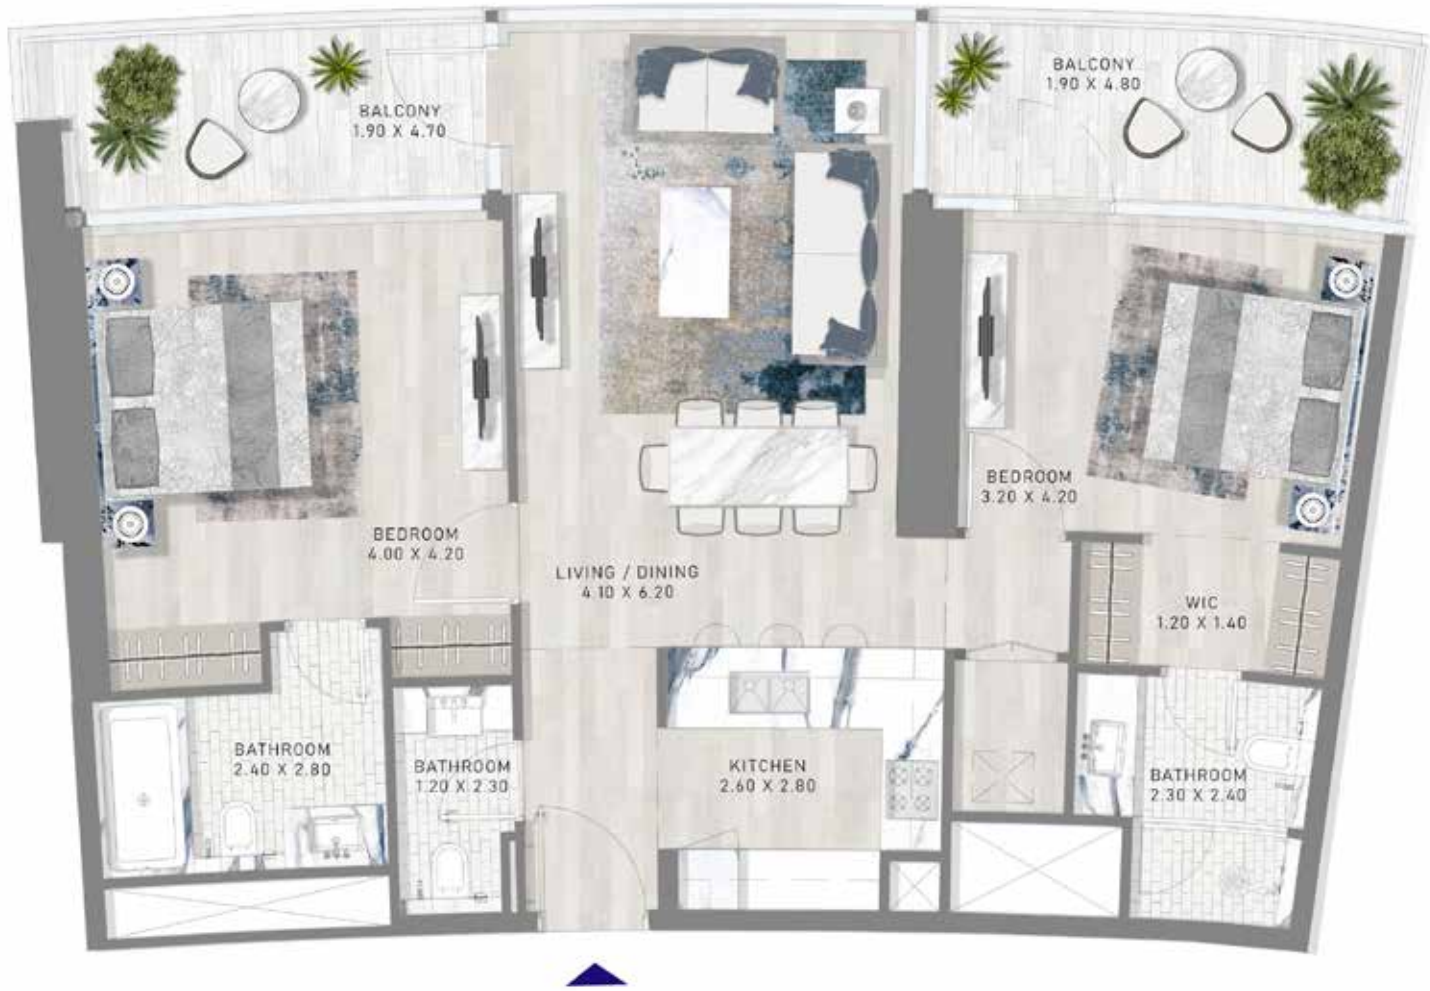 BALCONY
1.90 X 4.70
BALCONY
1.90 X 4.80
BEDROOM
4.00 X 4.20
LIVING / DINING
4.10 X 6.20
BEDROOM
3.20 X 4.20
WIC
1.20 X 1.40
BATHROOM
2.40 X 2.80
BATHROOM
1.20 X 2.30
KITCHEN
2.60 X 2.80
BATHROOM
2.30 X 2.40